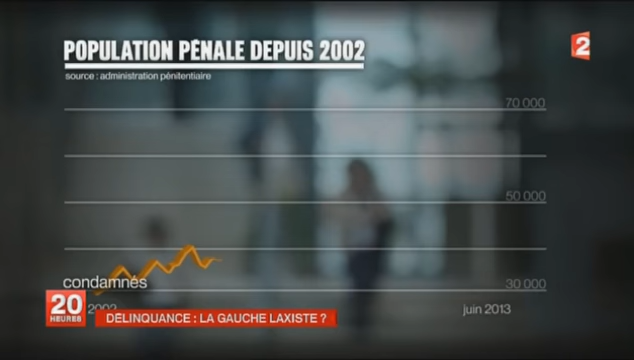 POPULATION PÉNALE DEPUIS 2002
2
source : administration pénitentiaire
70 000
50 000
condamnés
30 000
2002
juin 2013
20
HEURES
DÉLINQUANCE : LA GAUCHE LAXISTE ?